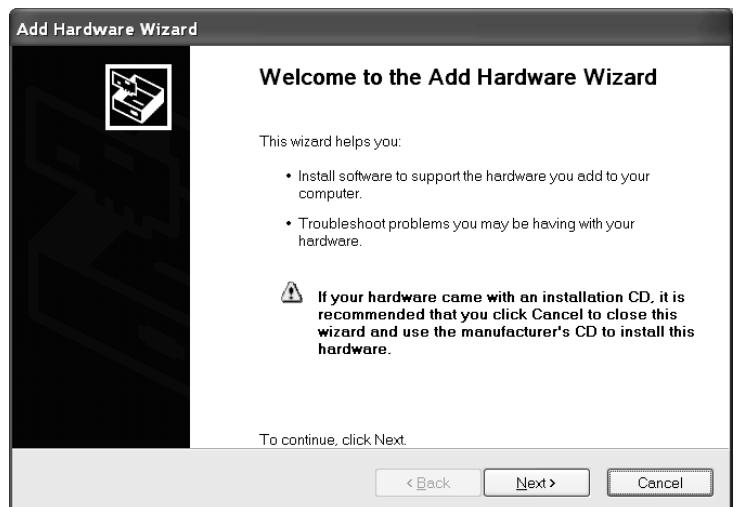 Add Hardware Wizard
Welcome to the Add Hardware Wizard
This wizard helps you:
• Install software to support the hardware you add to your
computer.
• Troubleshoot problems you may be having with your
hardware.
If your hardware came with an installation CD, it is
recommended that you click Cancel to close this
wizard and use the manufacturer's CD to install this
hardware.
To continue, click Next.
< Back Next > Cancel